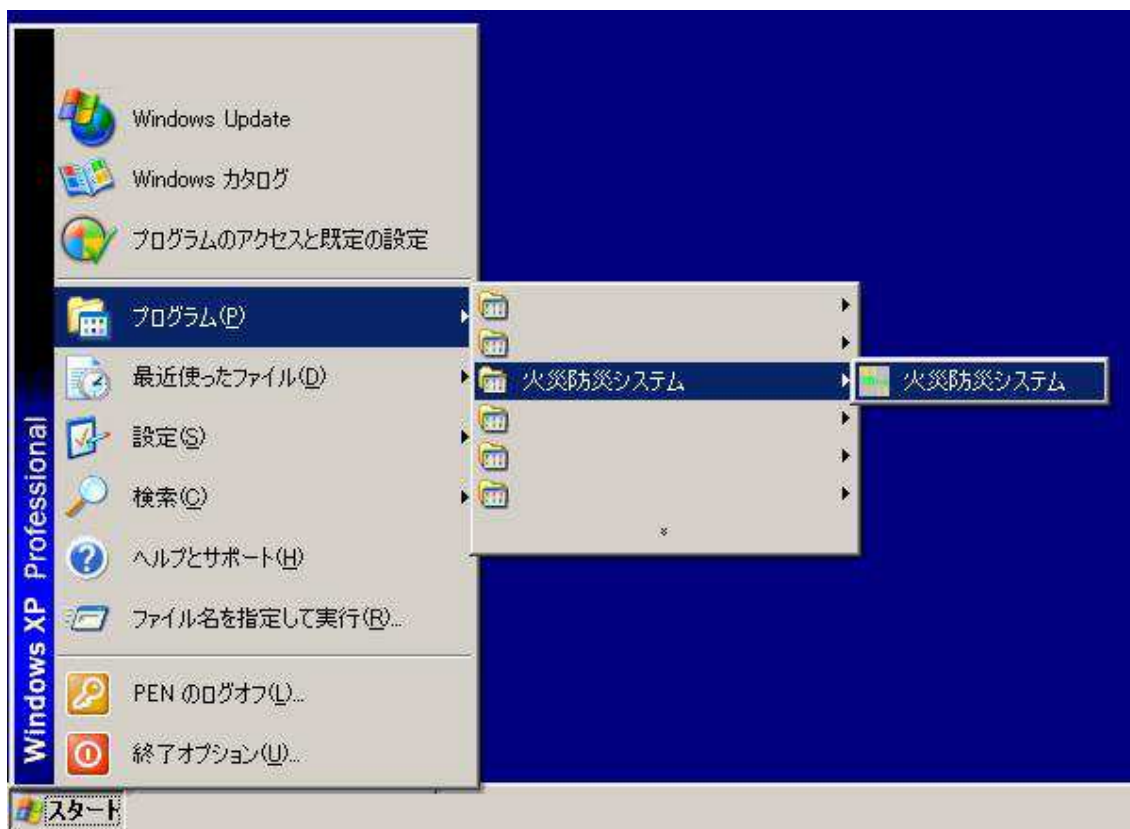 Windows Update
Windows カタログ
プログラムのアクセスと既定の設定
プログラム(P)
最近使ったファイル(D)
設定(S)
検索(C)
ヘルプとサポート(H)
ファイル名を指定して実行(R)...
PEN のログオフ(L)...
終了オプション(U)...
Windows XP Professional
火災防災システム
火災防災システム
スタート